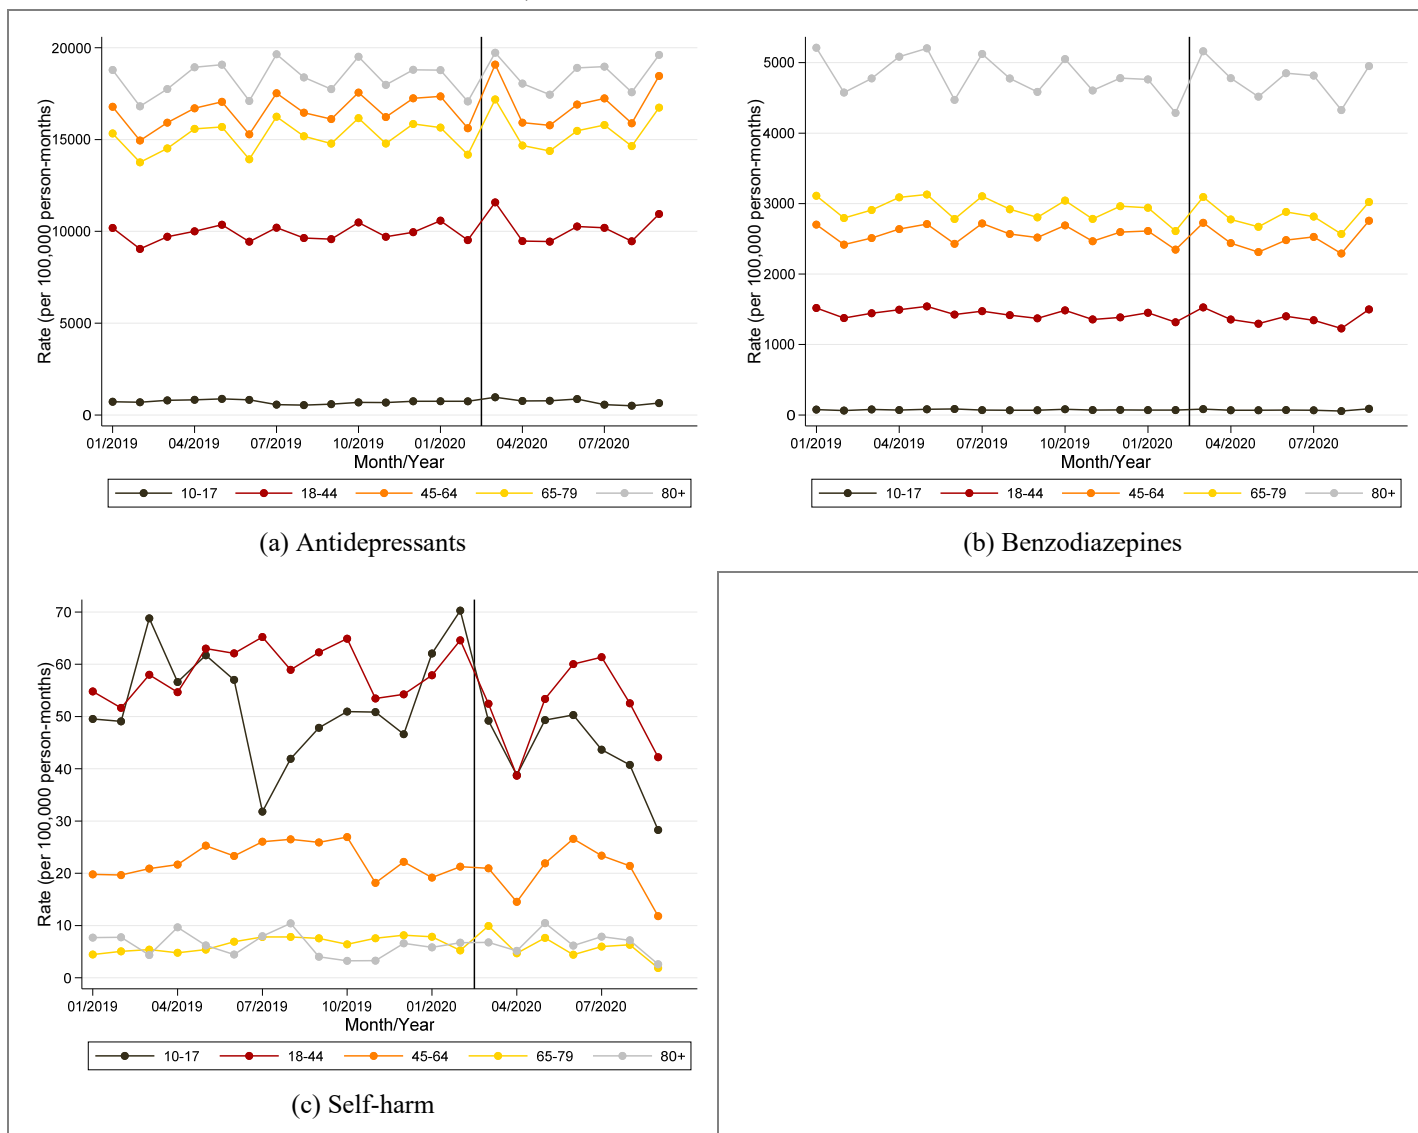 20000
15000
10000
5000
0
Rate (per 100,000 person-months)
01/2019 04/2019 07/2019 10/2019 01/2020 04/2020 07/2020
Month/Year
10-17 18-44 45-64 65-79 80+
(a) Antidepressants
5000
4000
3000
2000
1000
0
Rate (per 100,000 person-months)
01/2019 04/2019 07/2019 10/2019 01/2020 04/2020 07/2020
Month/Year
10-17 18-44 45-64 65-79 80+
(b) Benzodiazepines
70
60
50
40
30
20
10
0
Rate (per 100,000 person-months)
01/2019 04/2019 07/2019 10/2019 01/2020 04/2020 07/2020
Month/Year
10-17 18-44 45-64 65-79 80+
(c) Self-harm